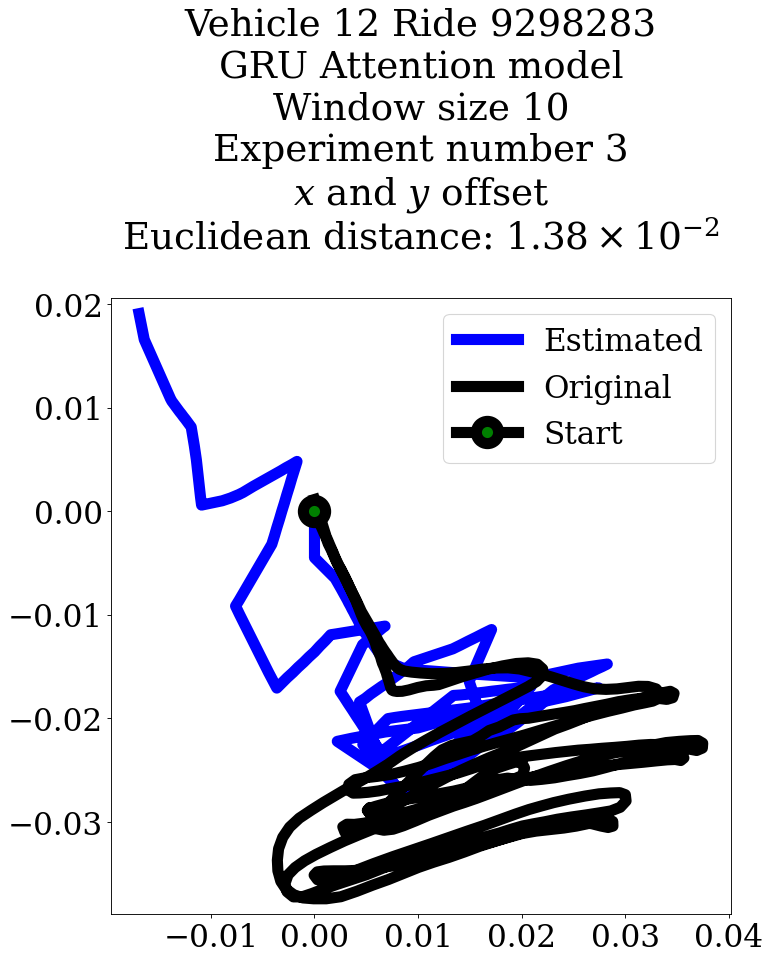 Vehicle 12 Ride 9298283
GRU Attention model
Window size 10
Experiment number 3
x and y offset
Euclidean distance: 1.38 × 10⁻²
0.02
0.01
0.00
−0.01
−0.02
−0.03
Estimated
Original
Start
−0.01 0.00 0.01 0.02 0.03 0.04